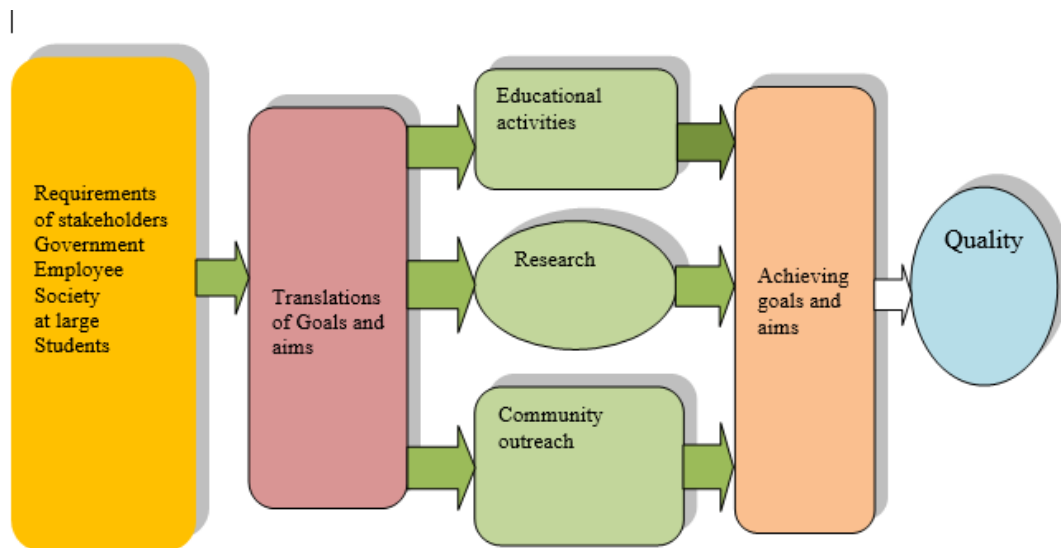 Requirements
of stakeholders
Government
Employee
Society
at large
Students
Translations
of Goals and
aims
Educational
activities
Research
Community
outreach
Achieving
goals and
aims
Quality